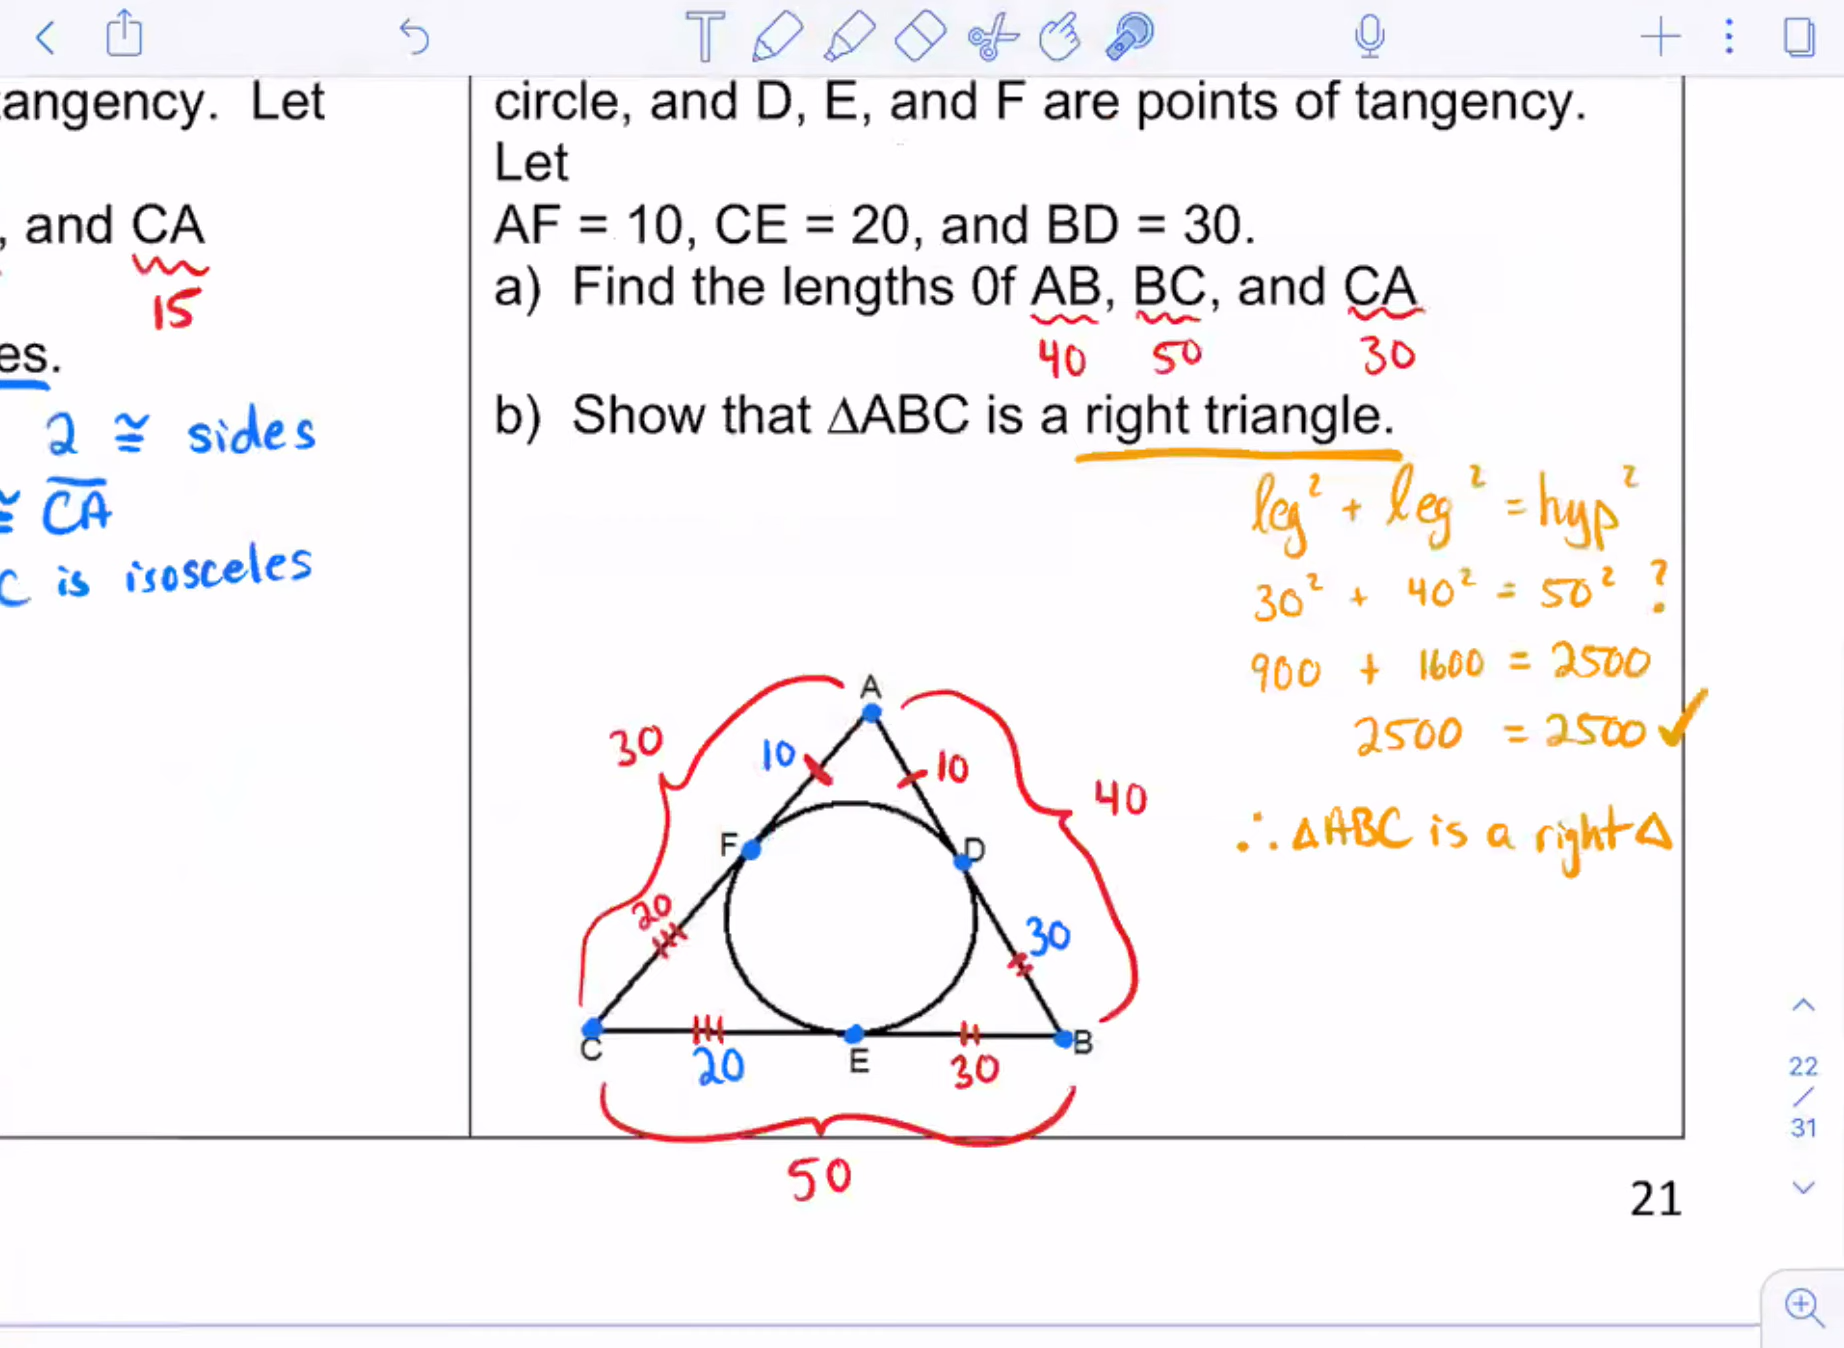 tangency. Let
, and CA
15
es.
2 ≅ sides
≅ CA
C is isosceles
circle, and D, E, and F are points of tangency.
Let
AF = 10, CE = 20, and BD = 30.
a) Find the lengths 0f AB, BC, and CA
40 50 30
b) Show that ΔABC is a right triangle.
leg² + leg² = hyp²
30² + 40² = 50² ?
900 + 1600 = 2500
2500 = 2500 ✓
∴ ΔABC is a right Δ
A
30 10 10 40
F D
20 30
C 20 E 30 B
50
21
22
/
31